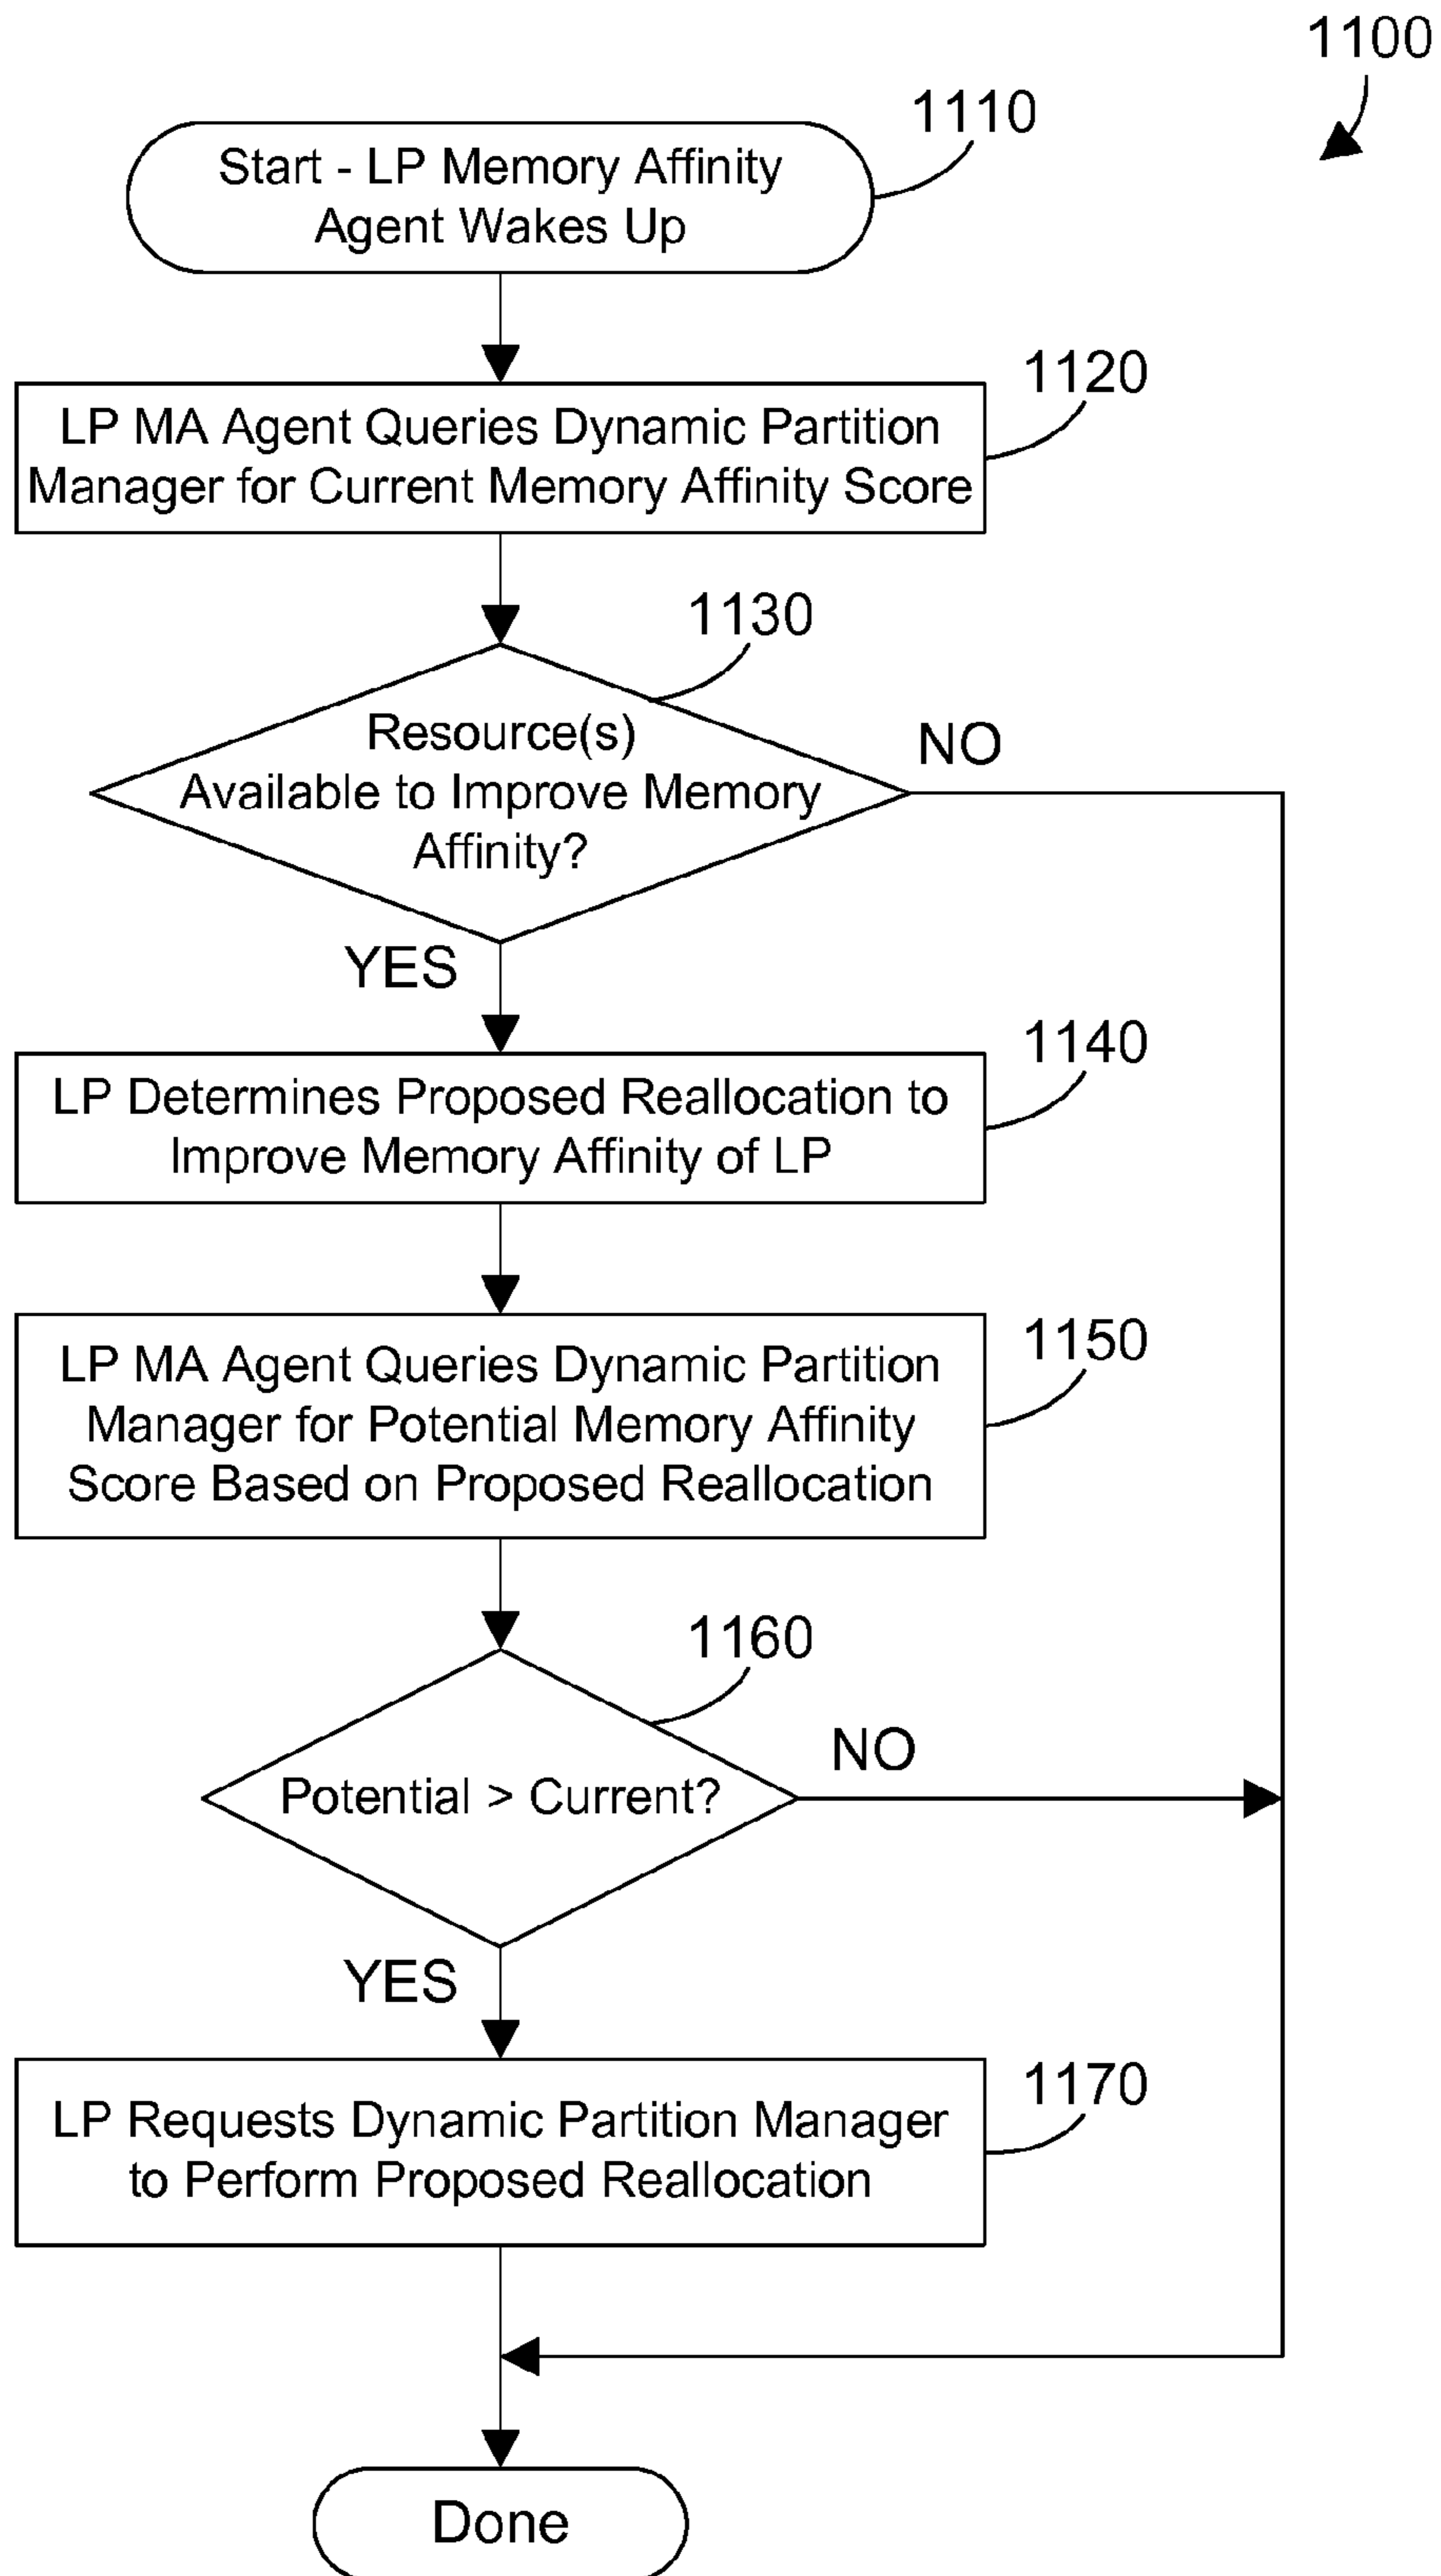 1100
1110
Start - LP Memory Affinity
Agent Wakes Up
1120
LP MA Agent Queries Dynamic Partition
Manager for Current Memory Affinity Score
1130
Resource(s)
Available to Improve Memory
Affinity?
NO
YES
1140
LP Determines Proposed Reallocation to
Improve Memory Affinity of LP
1150
LP MA Agent Queries Dynamic Partition
Manager for Potential Memory Affinity
Score Based on Proposed Reallocation
1160
Potential > Current?
NO
YES
1170
LP Requests Dynamic Partition Manager
to Perform Proposed Reallocation
Done